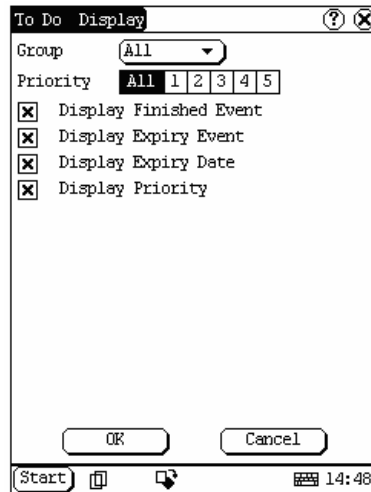 To Do Display ?
Group All
Priority All 1 2 3 4 5
Display Finished Event
Display Expiry Event
Display Expiry Date
Display Priority
OK Cancel
Start 14:48